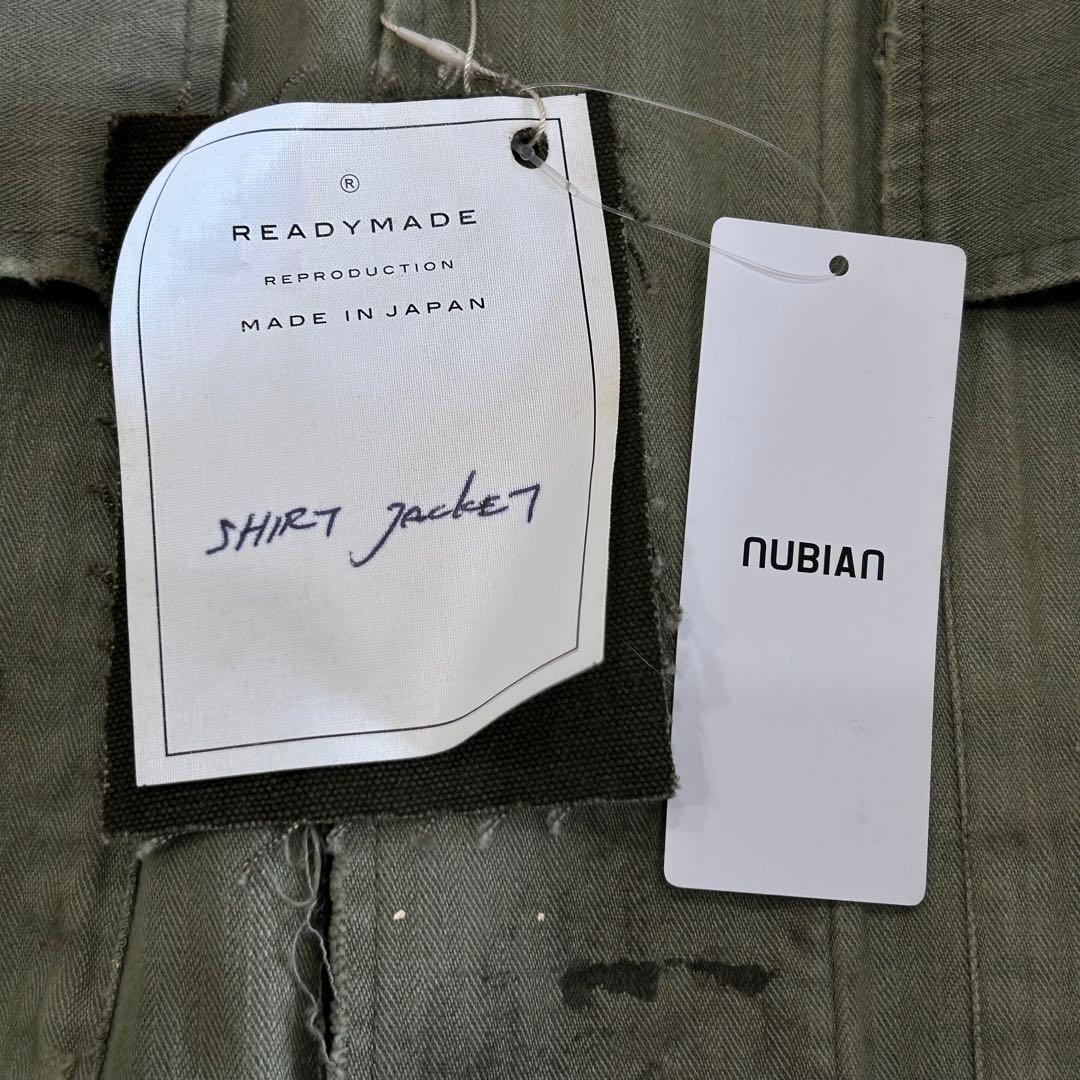 ®
READYMADE
REPRODUCTION
MADE IN JAPAN
SHIRT JACKET
NUBIAN